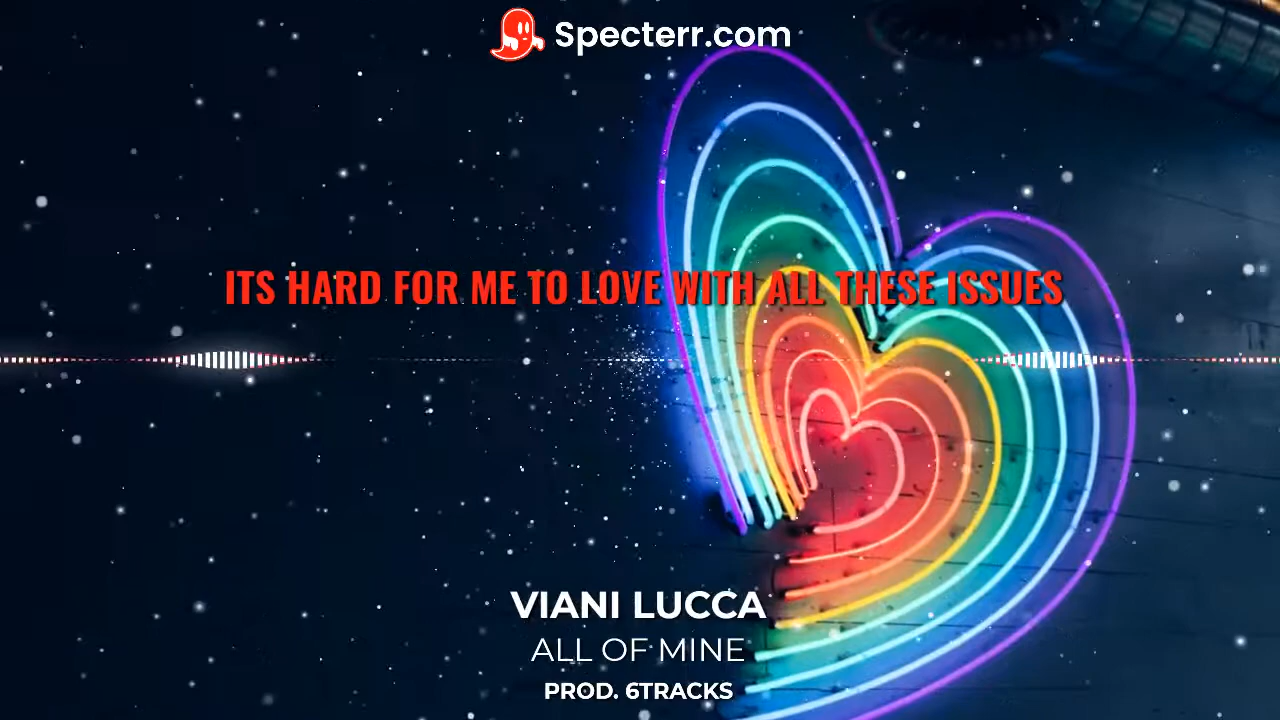 Specterr.com
ITS HARD FOR ME TO LOVE WITH ALL THESE ISSUES
VIANI LUCCA
ALL OF MINE
PROD. 6TRACKS